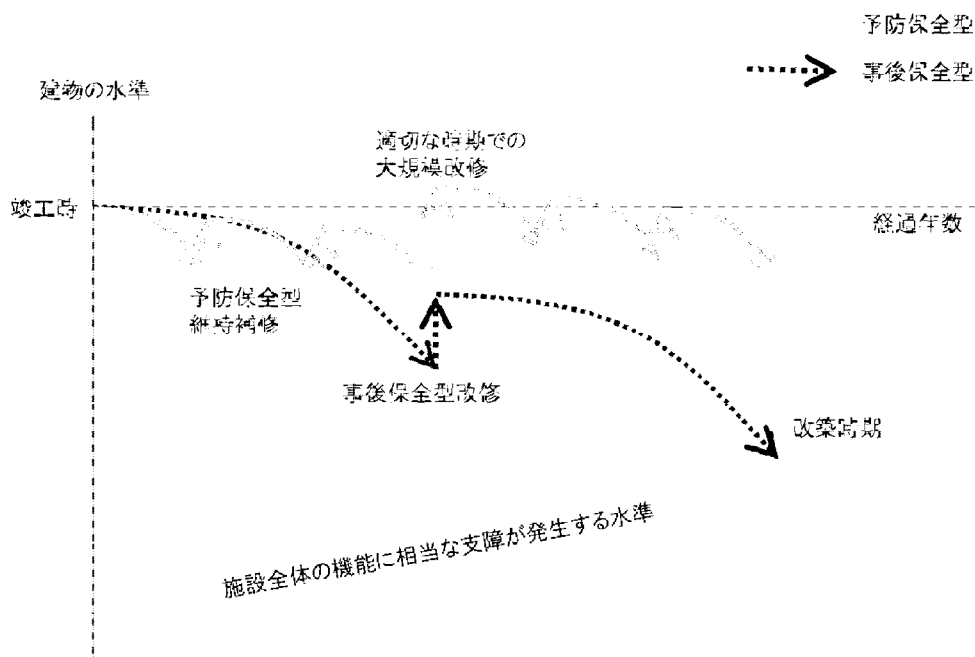 予防保全型
事後保全型
建物の水準
適切な時期での
大規模改修
竣工時
経過年数
予防保全型
維持補修
事後保全型改修
改築時期
施設全体の機能に相当な支障が発生する水準